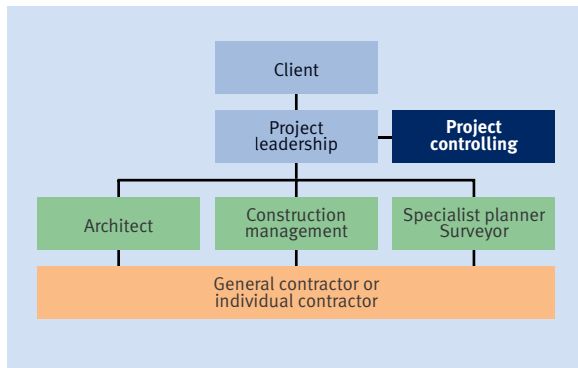 Client
Project
leadership
Project
controlling
Architect
Construction
management
Specialist planner
Surveyor
General contractor or
individual contractor